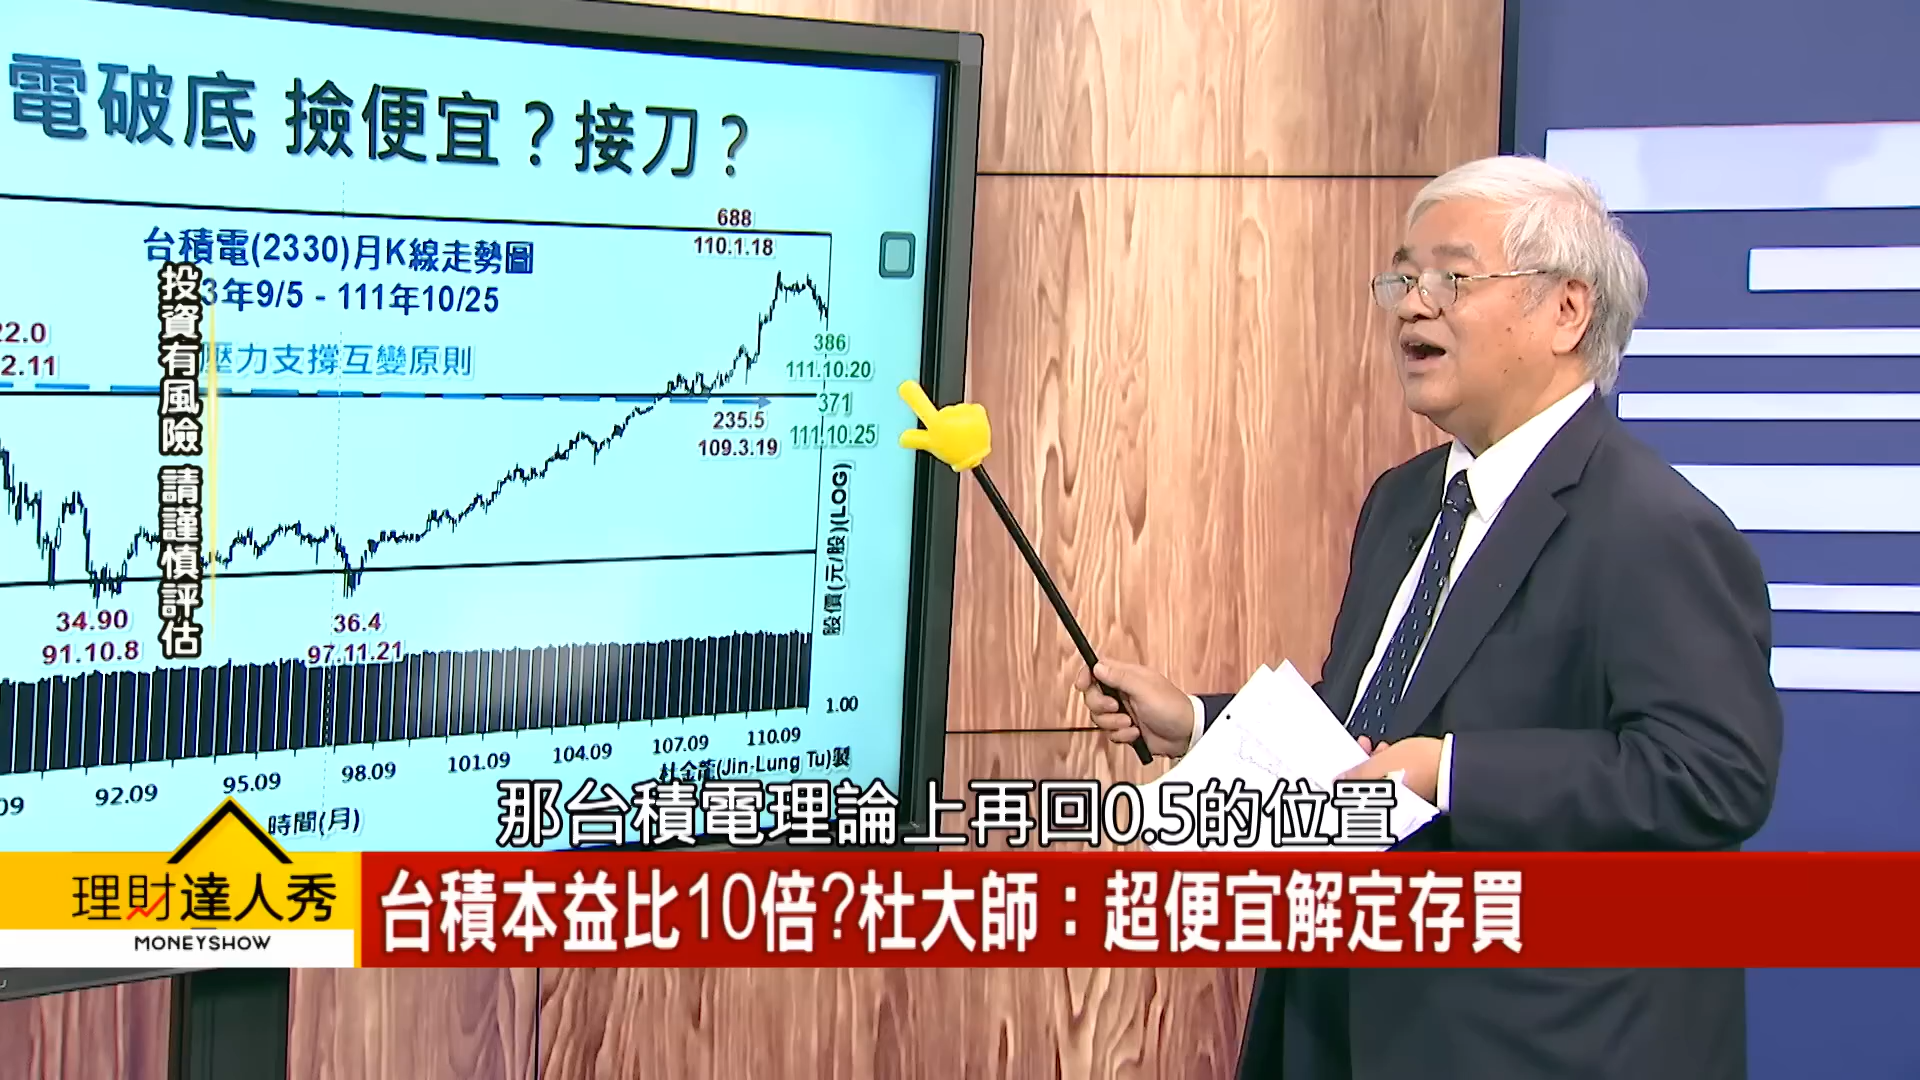 電破底 撿便宜？接刀？
688
110.1.18
台積電(2330)月K線走勢圖
3年9/5 - 111年10/25
22.0
2.11
壓力支撐互變原則
386
111.10.20
371
111.10.25
235.5
109.3.19
股價(元/股)(LOG)
34.90
91.10.8
36.4
97.11.21
1.00
09
92.09
95.09
98.09
101.09
104.09
107.09
110.09
時間(月)
杜金龍(Jin-Lung Tu)製
投資有風險 請謹慎評估
那台積電理論上再回0.5的位置
理財達人秀
MONEYSHOW
台積本益比10倍?杜大師：超便宜解定存買